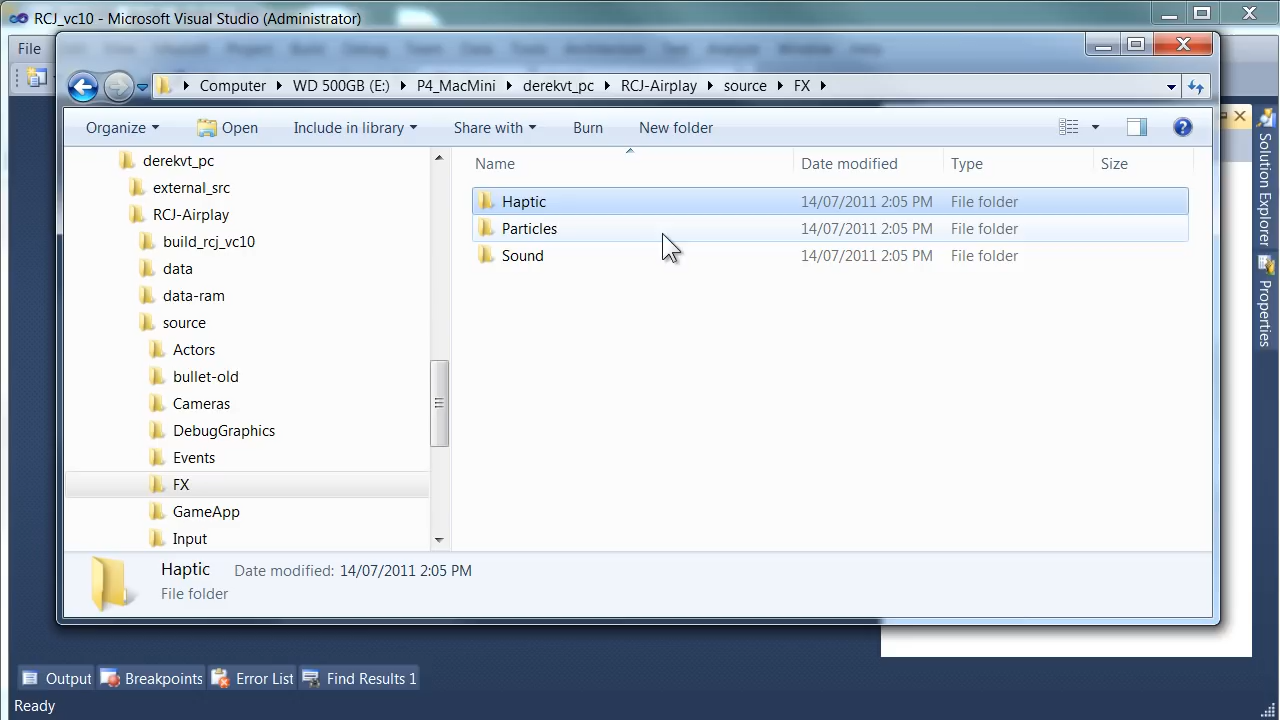 RCJ_vc10 - Microsoft Visual Studio (Administrator)
File
Computer WD 500GB (E:) P4_MacMini derekvt_pc RCJ-Airplay source FX
Organize Open Include in library Share with Burn New folder
derekvt_pc
external_src
RCJ-Airplay
build_rcj_vc10
data
data-ram
source
Actors
bullet-old
Cameras
DebugGraphics
Events
FX
GameApp
Input
Name Date modified Type Size
Haptic 14/07/2011 2:05 PM File folder
Particles 14/07/2011 2:05 PM File folder
Sound 14/07/2011 2:05 PM File folder
Solution Explorer
Properties
Haptic Date modified: 14/07/2011 2:05 PM
File folder
Output Breakpoints Error List Find Results 1
Ready